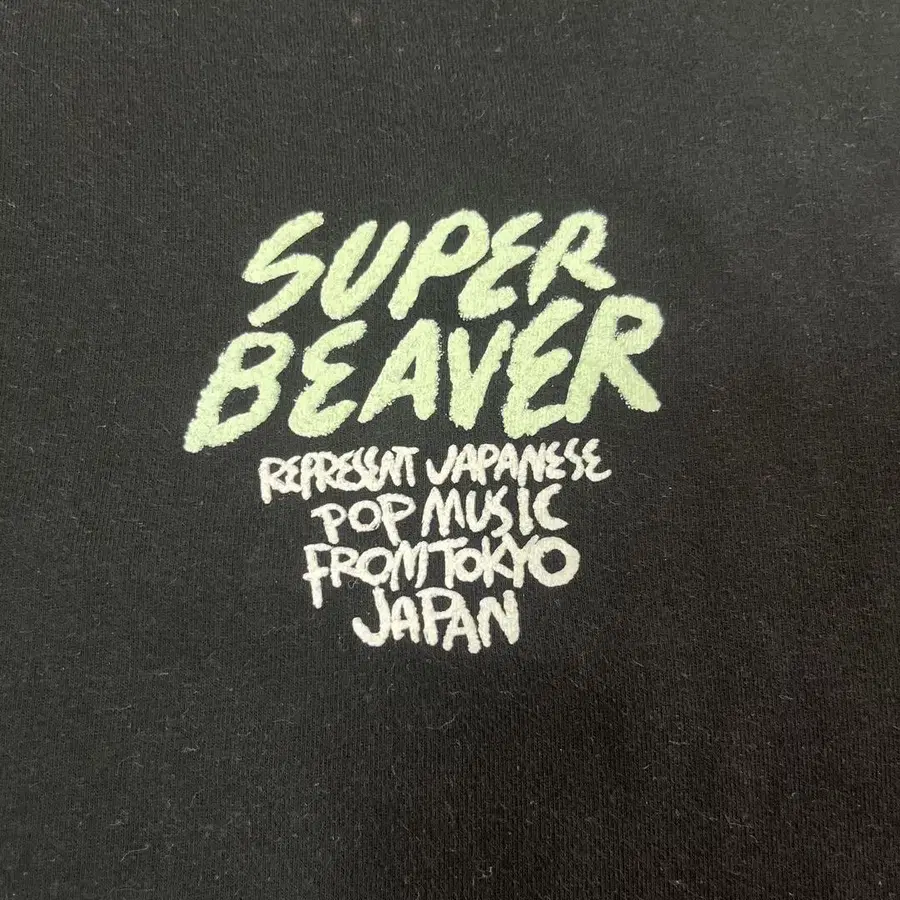 SUPER
BEAVER
REPRESENT JAPANESE
POP MUSIC
FROM TOKYO
JAPAN